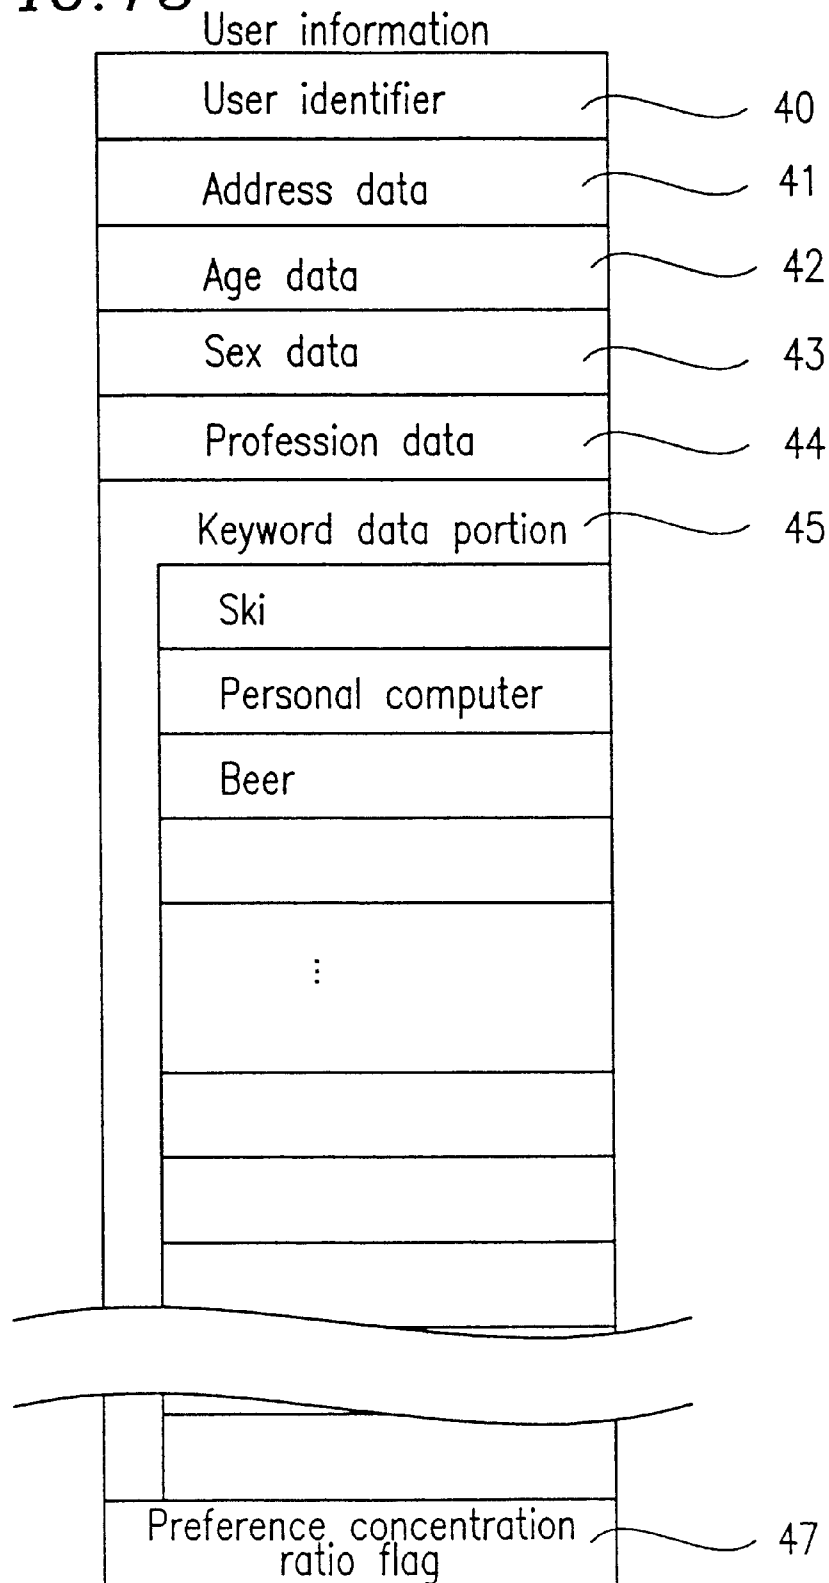 User information
User identifier 40
Address data 41
Age data 42
Sex data 43
Profession data 44
Keyword data portion 45
Ski
Personal computer
Beer
⋮
Preference concentration
ratio flag 47